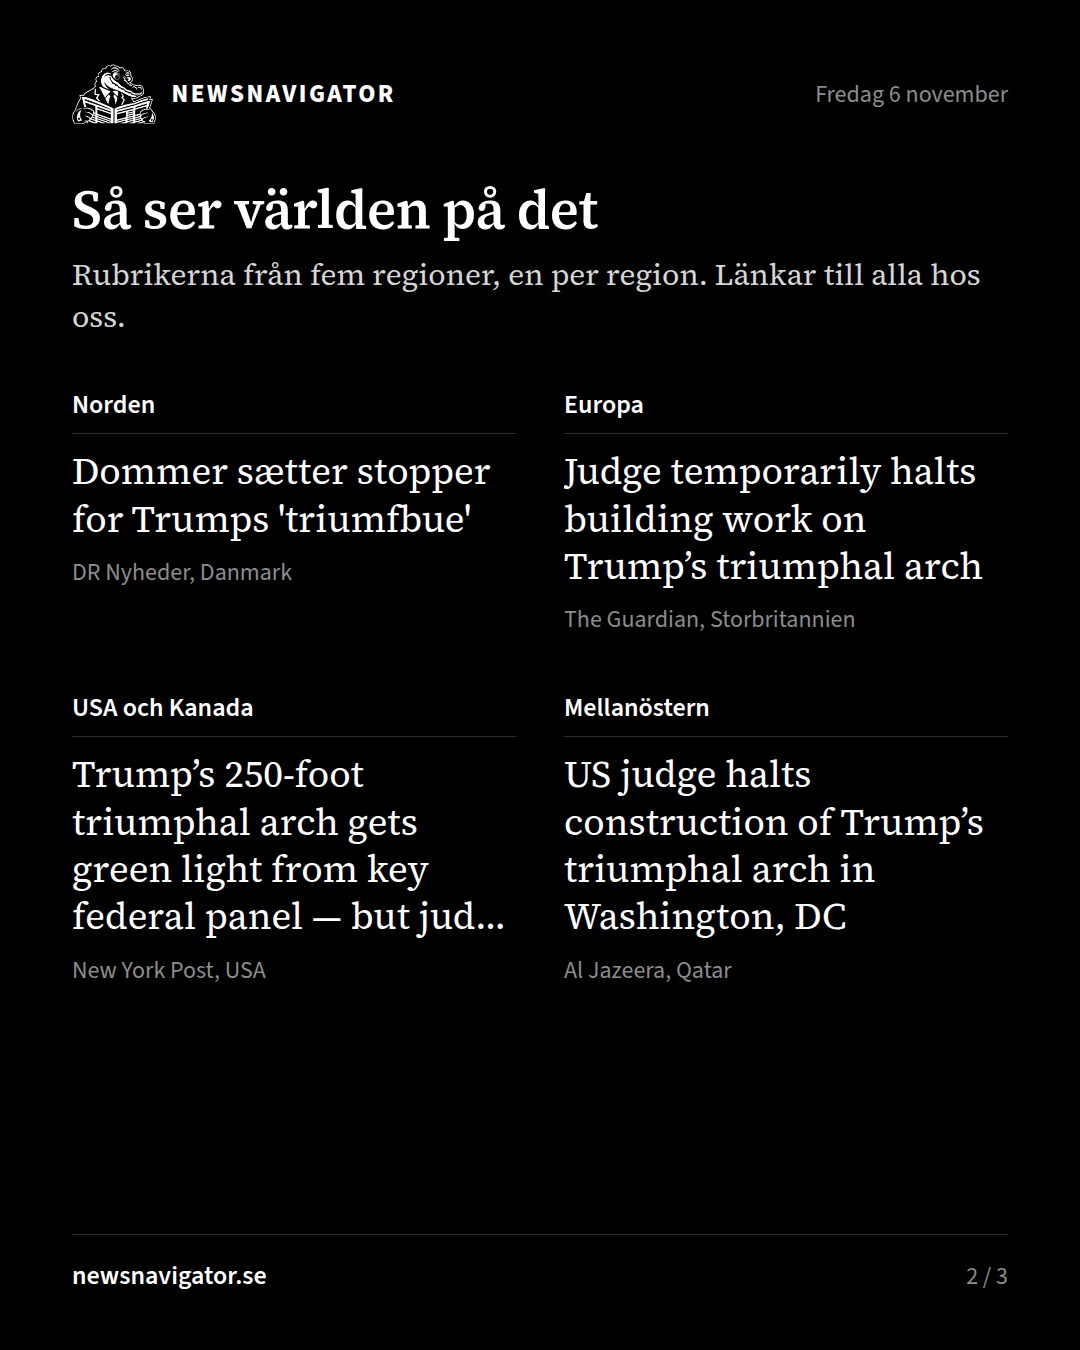 NEWSNAVIGATOR
Fredag 6 november
Så ser världen på det
Rubrikerna från fem regioner, en per region. Länkar till alla hos
oss.
Norden
Dommer sætter stopper
for Trumps 'triumfbue'
DR Nyheder, Danmark
Europa
Judge temporarily halts
building work on
Trump’s triumphal arch
The Guardian, Storbritannien
USA och Kanada
Trump’s 250-foot
triumphal arch gets
green light from key
federal panel — but jud...
New York Post, USA
Mellanöstern
US judge halts
construction of Trump’s
triumphal arch in
Washington, DC
Al Jazeera, Qatar
newsnavigator.se
2 / 3